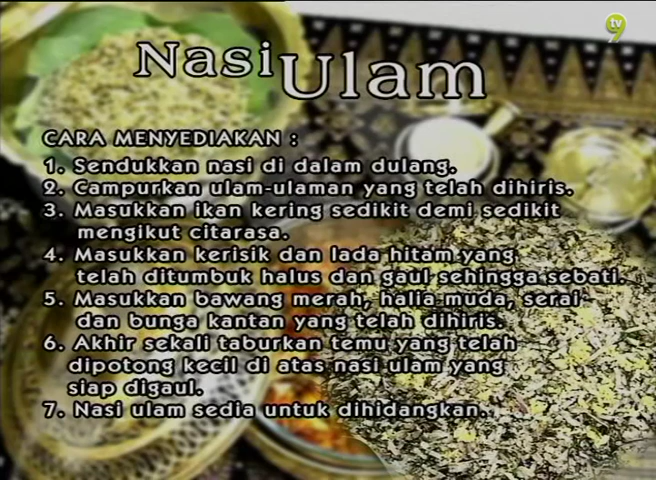 tv
9
Nasi Ulam
CARA MENYEDIAKAN :
1. Sendukkan nasi di dalam dulang.
2. Campurkan ulam-ulaman yang telah dihiris.
3. Masukkan ikan kering sedikit demi sedikit
mengikut citarasa.
4. Masukkan kerisik dan lada hitam yang
telah ditumbuk halus dan gaul sehingga sebati.
5. Masukkan bawang merah, halia muda, serai
dan bunga kantan yang telah dihiris.
6. Akhir sekali taburkan temu yang telah
dipotong kecil di atas nasi ulam yang
siap digaul.
7. Nasi ulam sedia untuk dihidangkan.